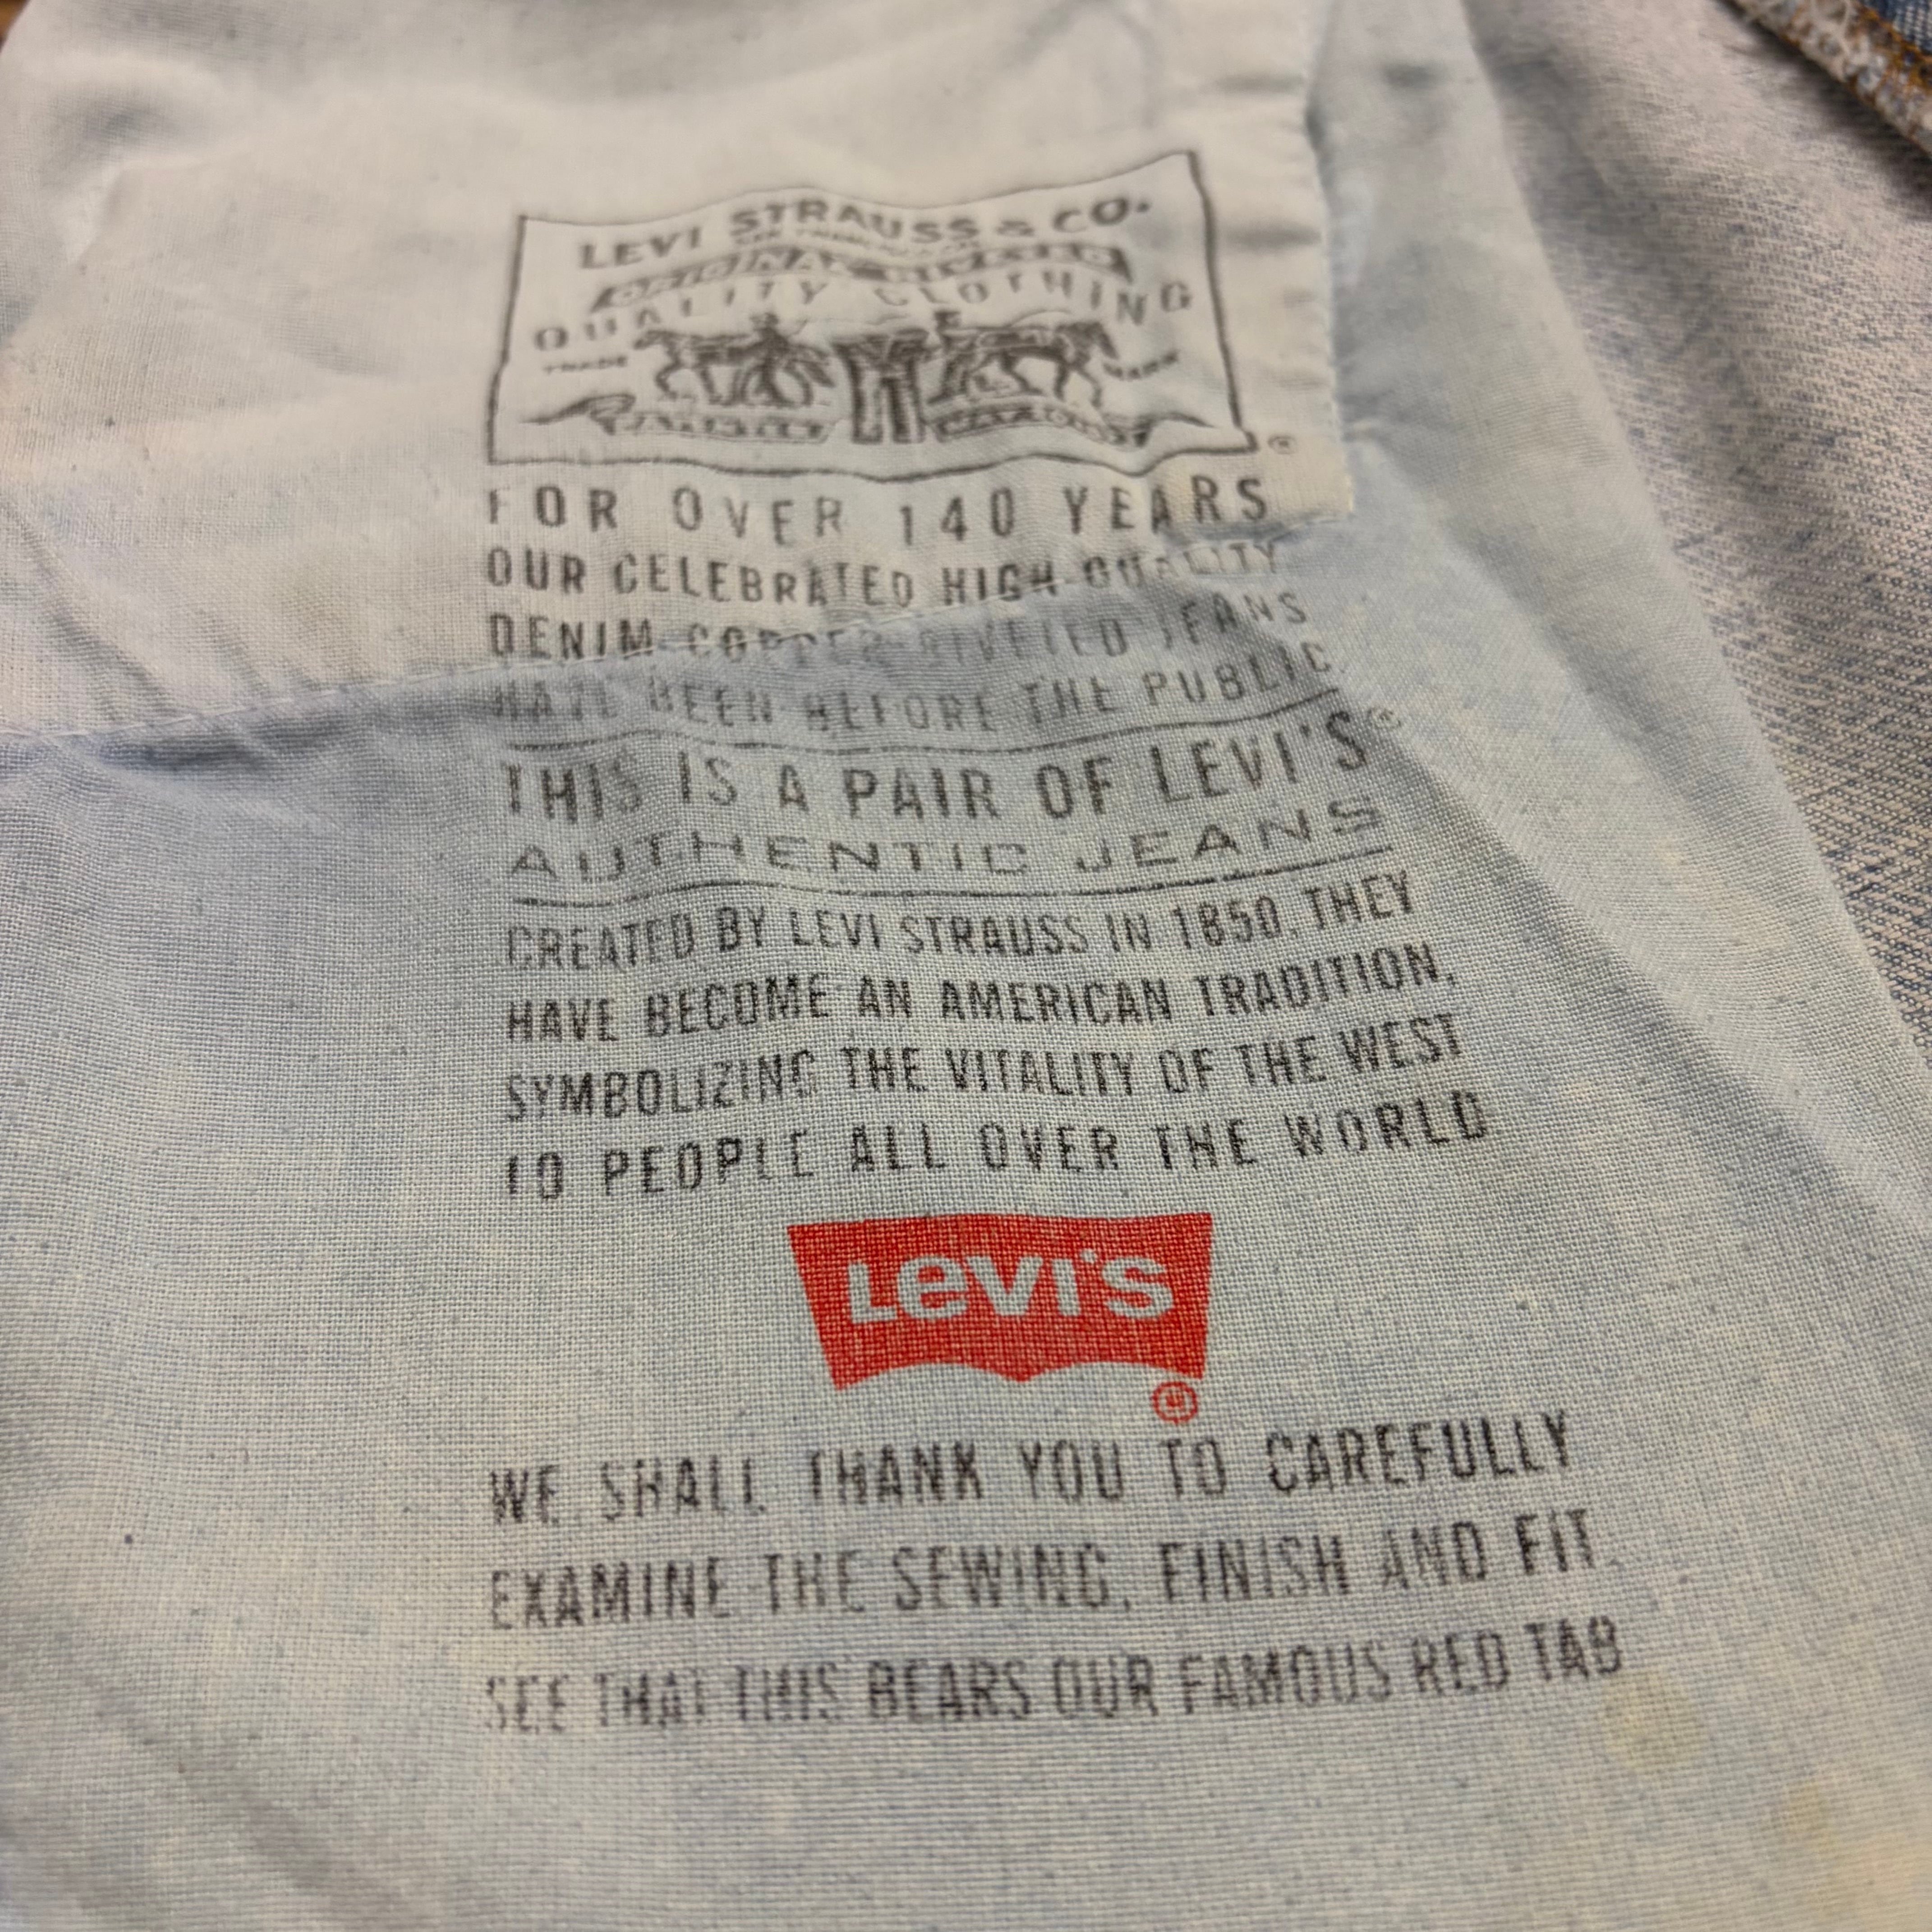 LEVI STRAUSS & CO.
QUALITY CLOTHING
TRADE MARK
®
FOR OVER 140 YEARS
OUR CELEBRATED HIGH QUALITY
DENIM COPPER RIVETED JEANS
HAVE BEEN BEFORE THE PUBLIC.
THIS IS A PAIR OF LEVI'S®
AUTHENTIC JEANS
CREATED BY LEVI STRAUSS IN 1850. THEY
HAVE BECOME AN AMERICAN TRADITION,
SYMBOLIZING THE VITALITY OF THE WEST
TO PEOPLE ALL OVER THE WORLD
Levi's
®
WE SHALL THANK YOU TO CAREFULLY
EXAMINE THE SEWING, FINISH AND FIT.
SEE THAT THIS BEARS OUR FAMOUS RED TAB